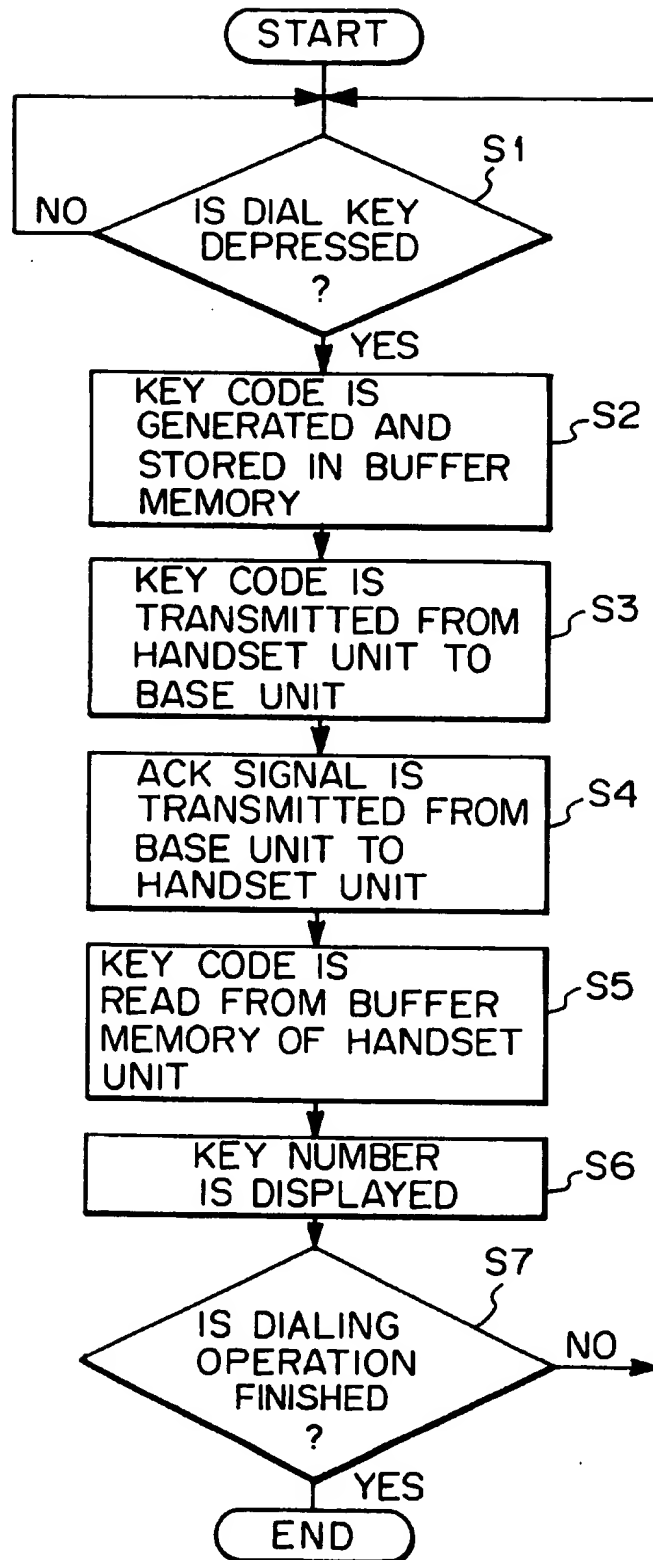 START
S1
NO
IS DIAL KEY
DEPRESSED
?
YES
KEY CODE IS
GENERATED AND
STORED IN BUFFER
MEMORY
S2
KEY CODE IS
TRANSMITTED FROM
HANDSET UNIT TO
BASE UNIT
S3
ACK SIGNAL IS
TRANSMITTED FROM
BASE UNIT TO
HANDSET UNIT
S4
KEY CODE IS
READ FROM BUFFER
MEMORY OF HANDSET
UNIT
S5
KEY NUMBER
IS DISPLAYED
S6
S7
IS DIALING
OPERATION
FINISHED
?
NO
YES
END